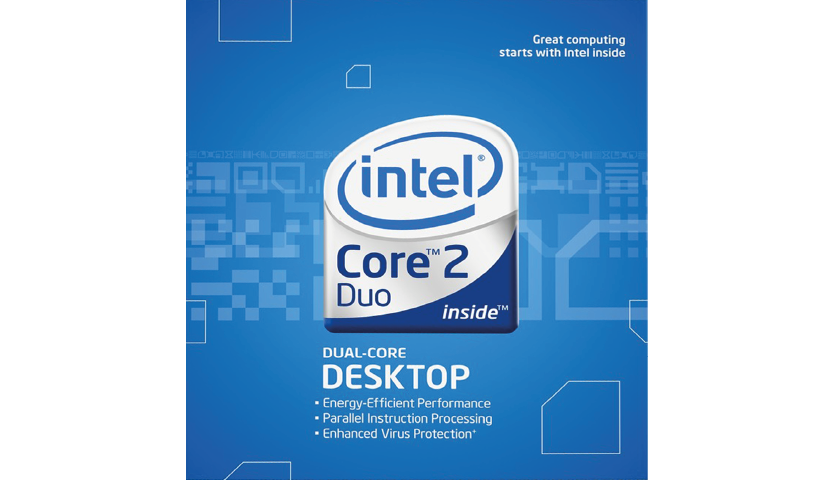 Great computing
starts with Intel inside
intel®
Core™ 2
Duo
inside™
DUAL-CORE
DESKTOP
▪ Energy-Efficient Performance
▪ Parallel Instruction Processing
▪ Enhanced Virus Protection⁺